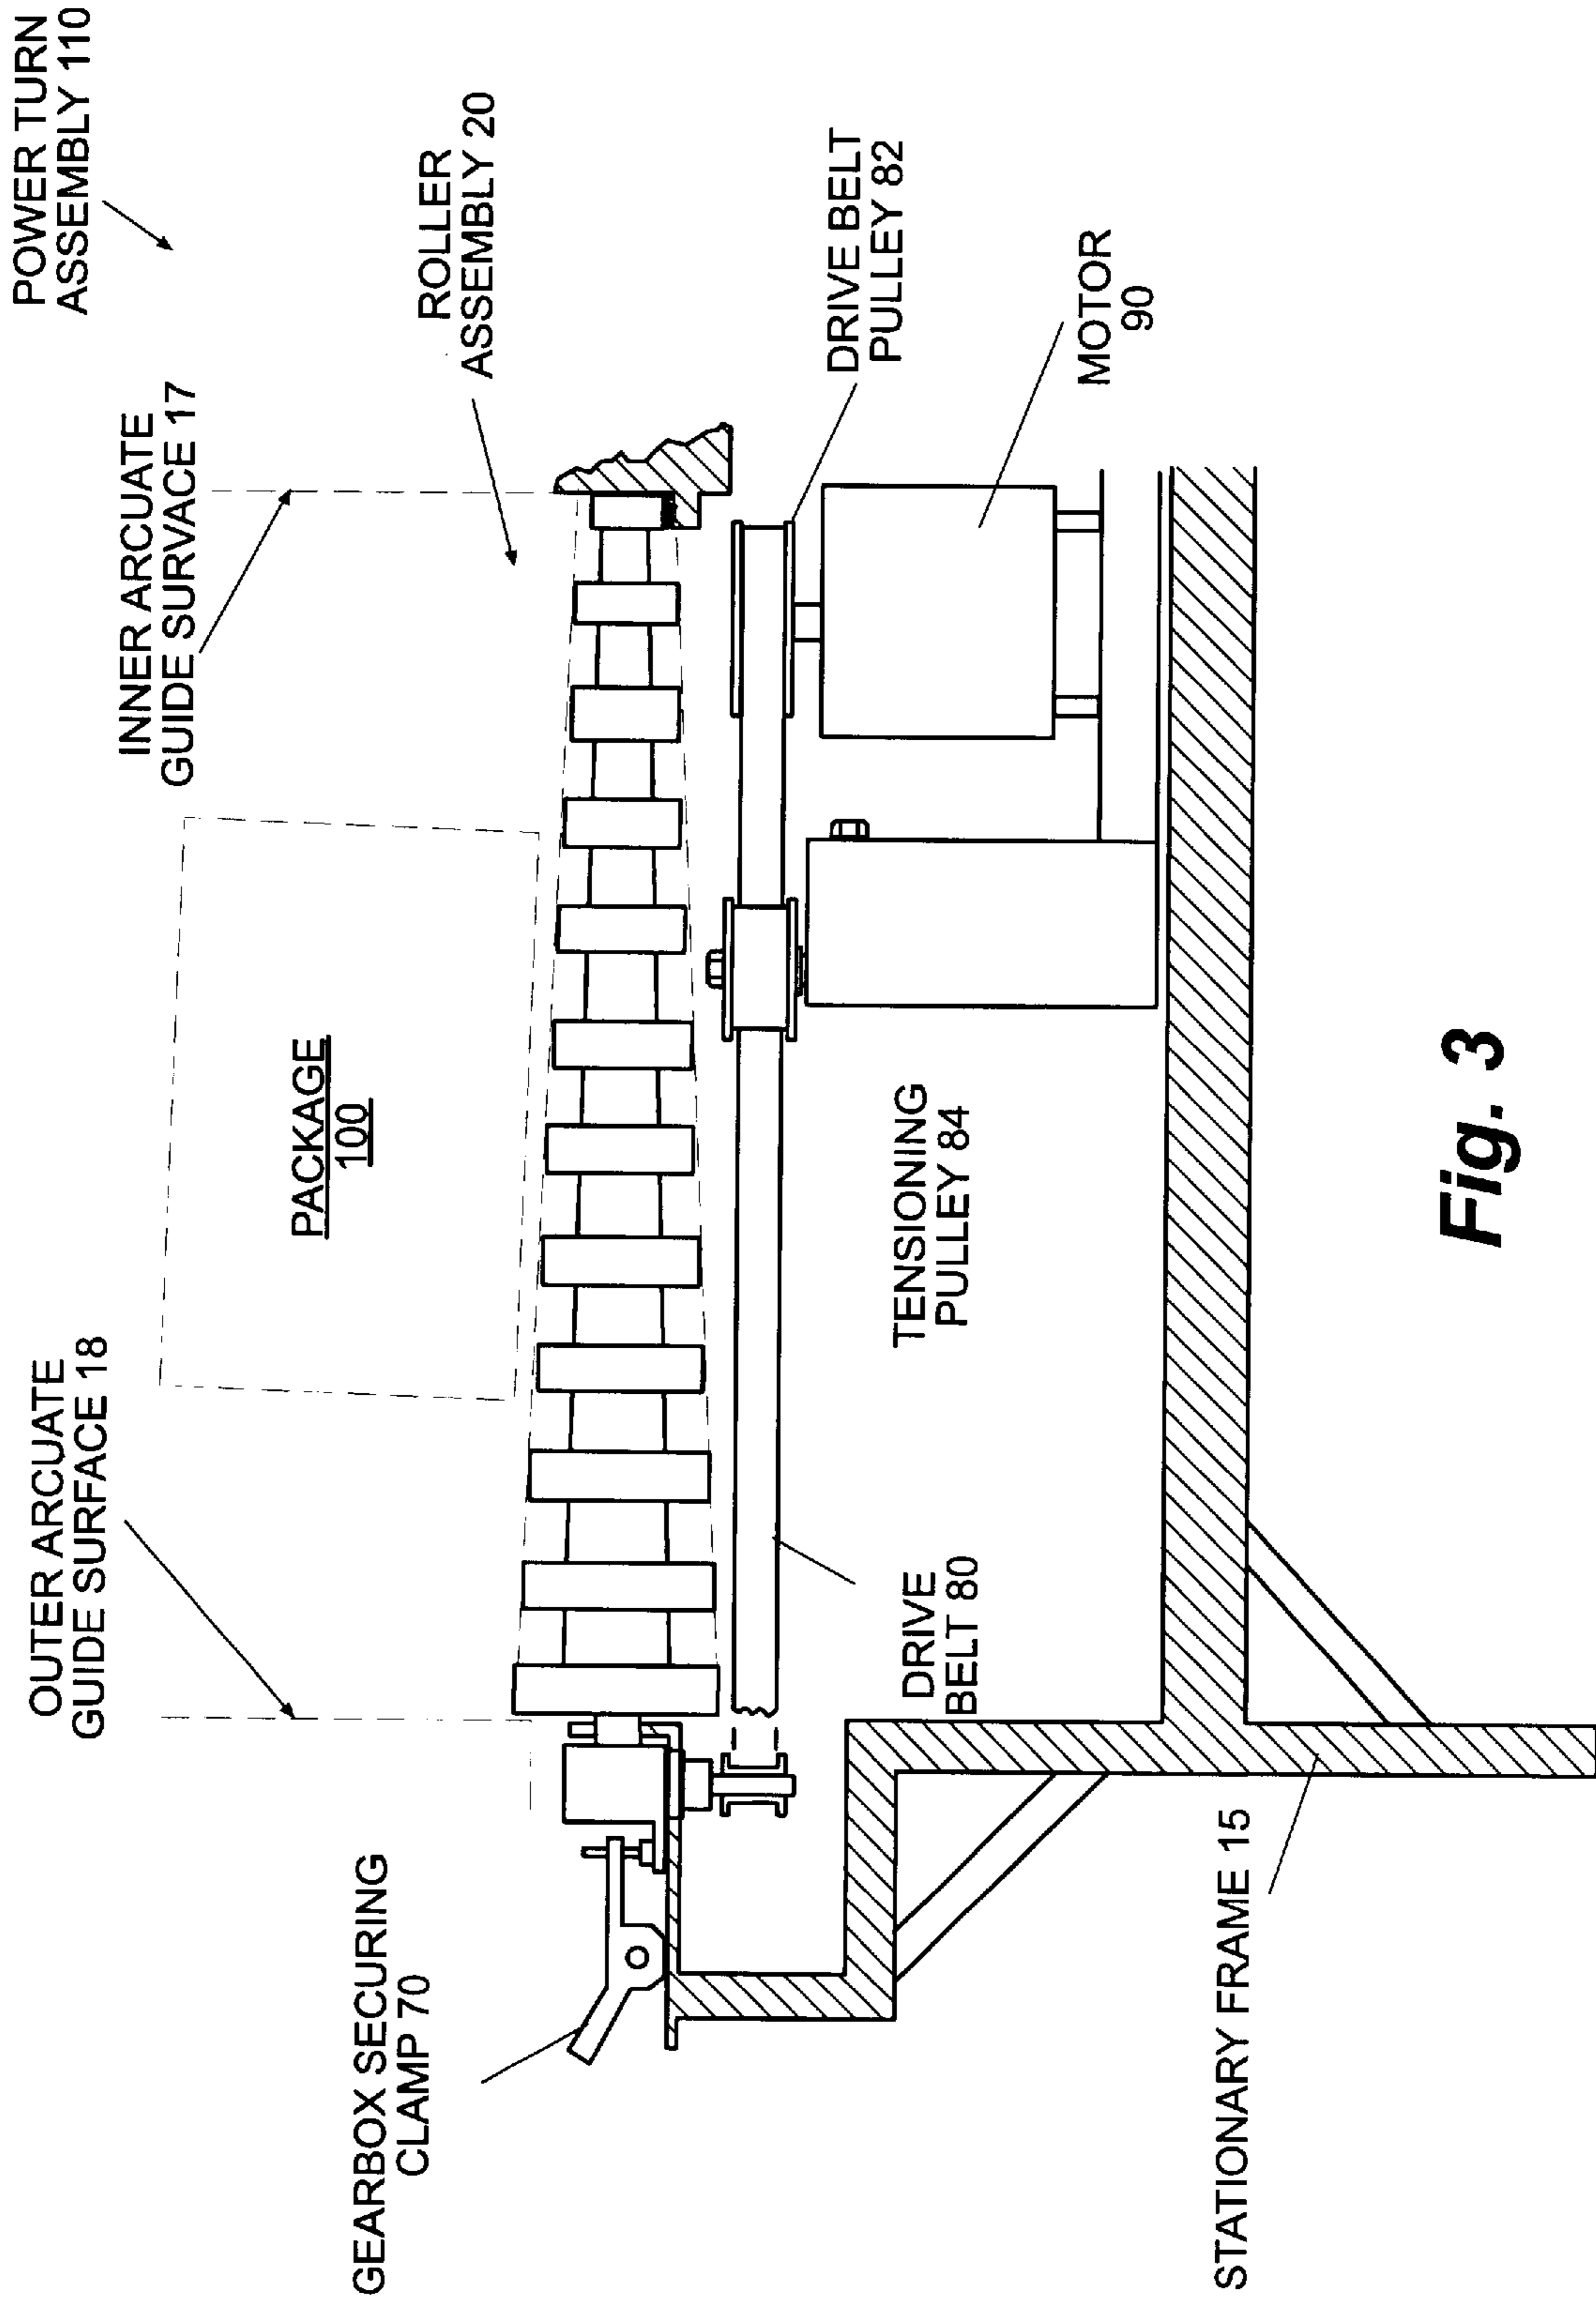 POWER TURN
ASSEMBLY 110
INNER ARCUATE
GUIDE SURVACE 17
ROLLER
ASSEMBLY 20
OUTER ARCUATE
GUIDE SURFACE 18
PACKAGE
100
DRIVE BELT
PULLEY 82
MOTOR
90
TENSIONING
PULLEY 84
DRIVE
BELT 80
GEARBOX SECURING
CLAMP 70
STATIONARY FRAME 15
Fig. 3